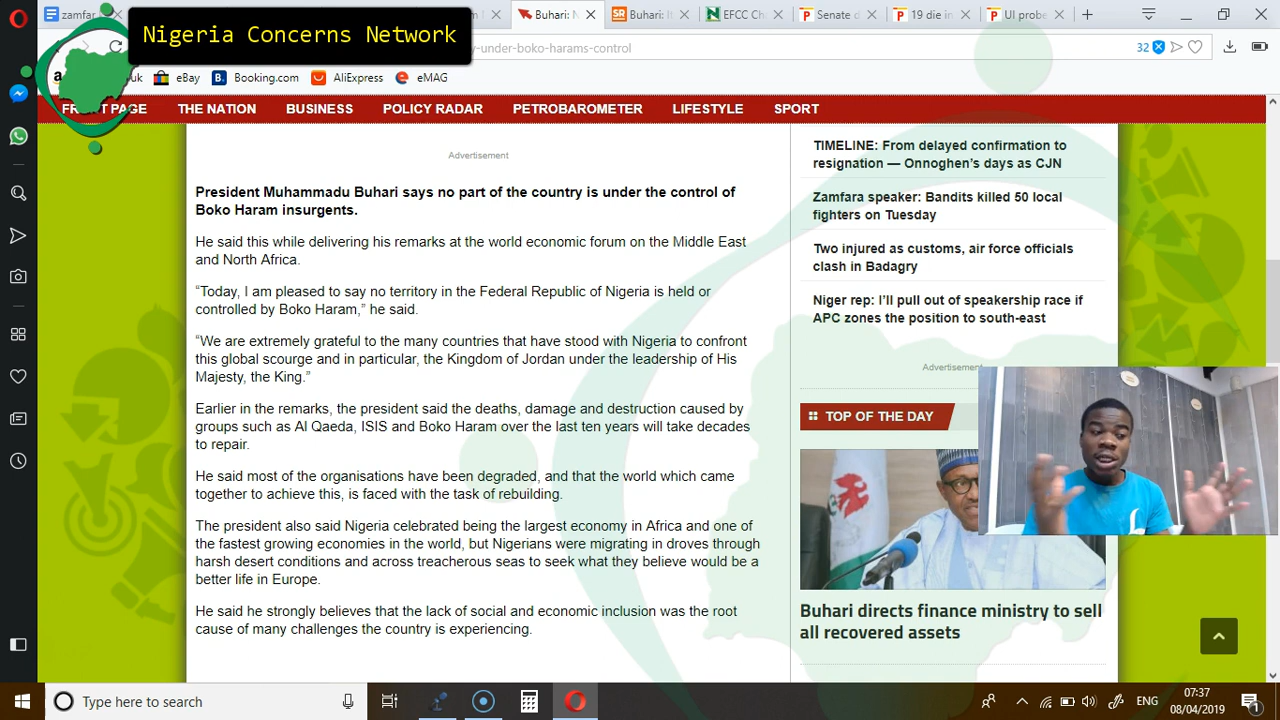 zamfar
Buhari: N
Buhari: It
EFCC Ch
Senate
19 die in
UI probe
Nigeria Concerns Network
y-under-boko-harams-control
32
eBay
Booking.com
AliExpress
eMAG
FRONT PAGE
THE NATION
BUSINESS
POLICY RADAR
PETROBAROMETER
LIFESTYLE
SPORT
Advertisement
President Muhammadu Buhari says no part of the country is under the control of
Boko Haram insurgents.
He said this while delivering his remarks at the world economic forum on the Middle East
and North Africa.
“Today, I am pleased to say no territory in the Federal Republic of Nigeria is held or
controlled by Boko Haram,” he said.
“We are extremely grateful to the many countries that have stood with Nigeria to confront
this global scourge and in particular, the Kingdom of Jordan under the leadership of His
Majesty, the King.”
Earlier in the remarks, the president said the deaths, damage and destruction caused by
groups such as Al Qaeda, ISIS and Boko Haram over the last ten years will take decades
to repair.
He said most of the organisations have been degraded, and that the world which came
together to achieve this, is faced with the task of rebuilding.
The president also said Nigeria celebrated being the largest economy in Africa and one of
the fastest growing economies in the world, but Nigerians were migrating in droves through
harsh desert conditions and across treacherous seas to seek what they believe would be a
better life in Europe.
He said he strongly believes that the lack of social and economic inclusion was the root
cause of many challenges the country is experiencing.
TIMELINE: From delayed confirmation to
resignation — Onnoghen’s days as CJN
Zamfara speaker: Bandits killed 50 local
fighters on Tuesday
Two injured as customs, air force officials
clash in Badagry
Niger rep: I’ll pull out of speakership race if
APC zones the position to south-east
Advertisement
TOP OF THE DAY
Buhari directs finance ministry to sell
all recovered assets
Type here to search
ENG
07:37
08/04/2019